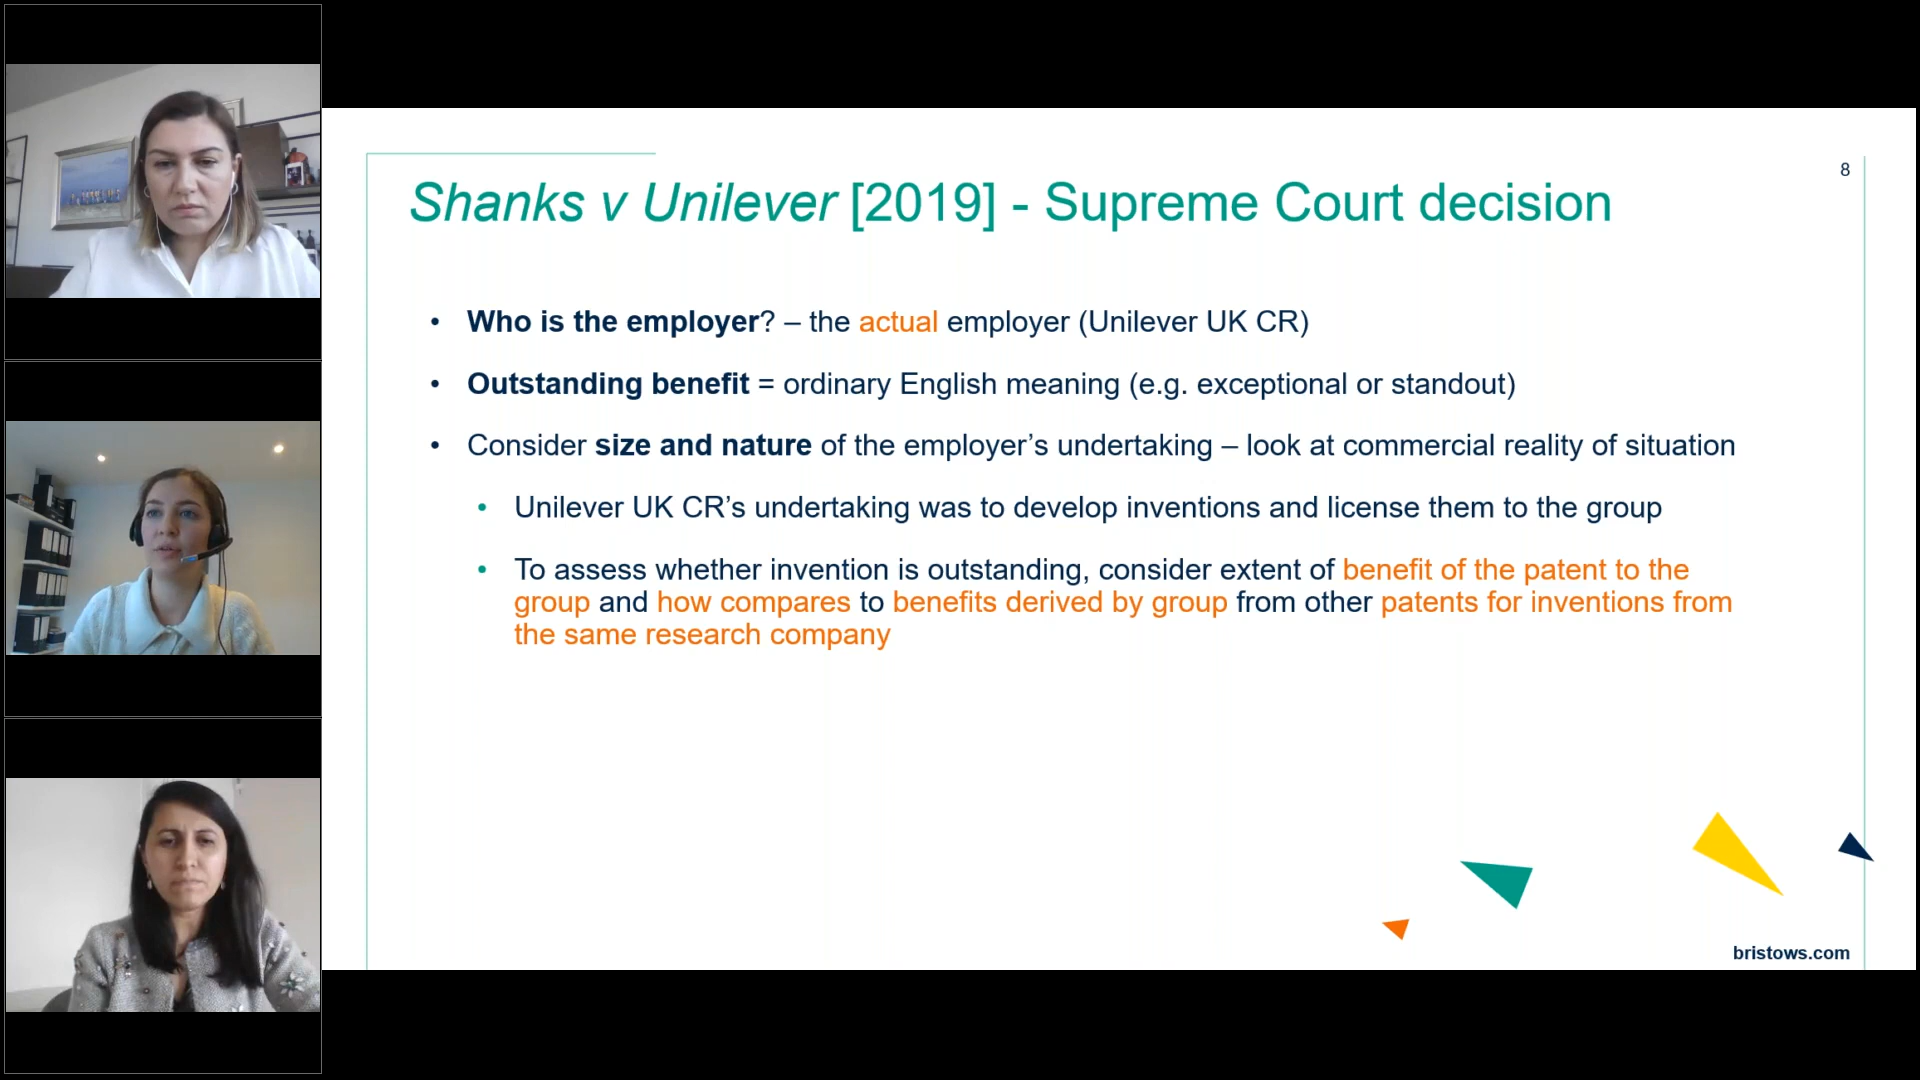 8
Shanks v Unilever [2019] - Supreme Court decision
• Who is the employer? – the actual employer (Unilever UK CR)
• Outstanding benefit = ordinary English meaning (e.g. exceptional or standout)
• Consider size and nature of the employer’s undertaking – look at commercial reality of situation
• Unilever UK CR’s undertaking was to develop inventions and license them to the group
• To assess whether invention is outstanding, consider extent of benefit of the patent to the
group and how compares to benefits derived by group from other patents for inventions from
the same research company
bristows.com